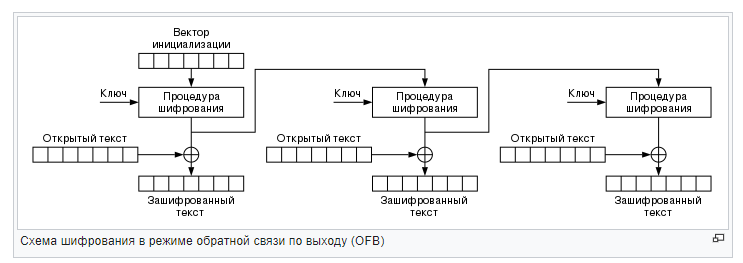 Вектор
инициализации
Ключ
Процедура
шифрования
Ключ
Процедура
шифрования
Ключ
Процедура
шифрования
Открытый текст
Открытый текст
Открытый текст
Зашифрованный
текст
Зашифрованный
текст
Зашифрованный
текст
Схема шифрования в режиме обратной связи по выходу (OFB)